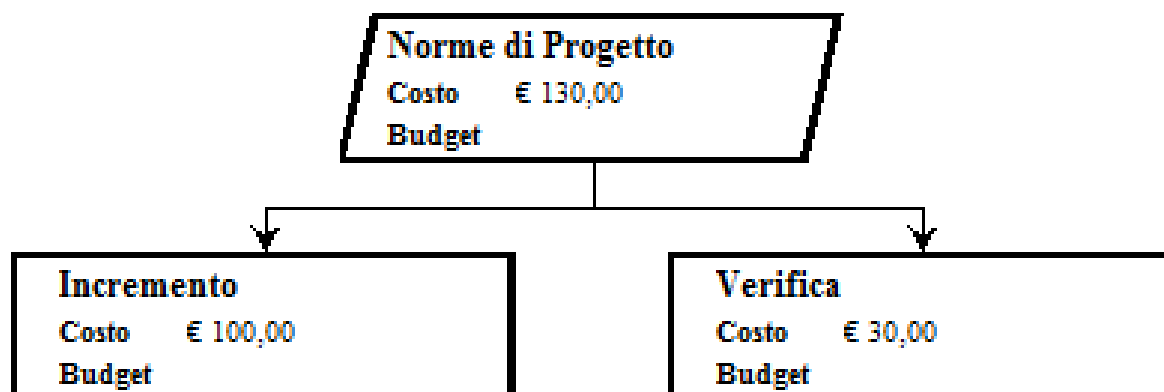 Norme di Progetto
Costo € 130,00
Budget
Incremento
Costo € 100,00
Budget
Verifica
Costo € 30,00
Budget